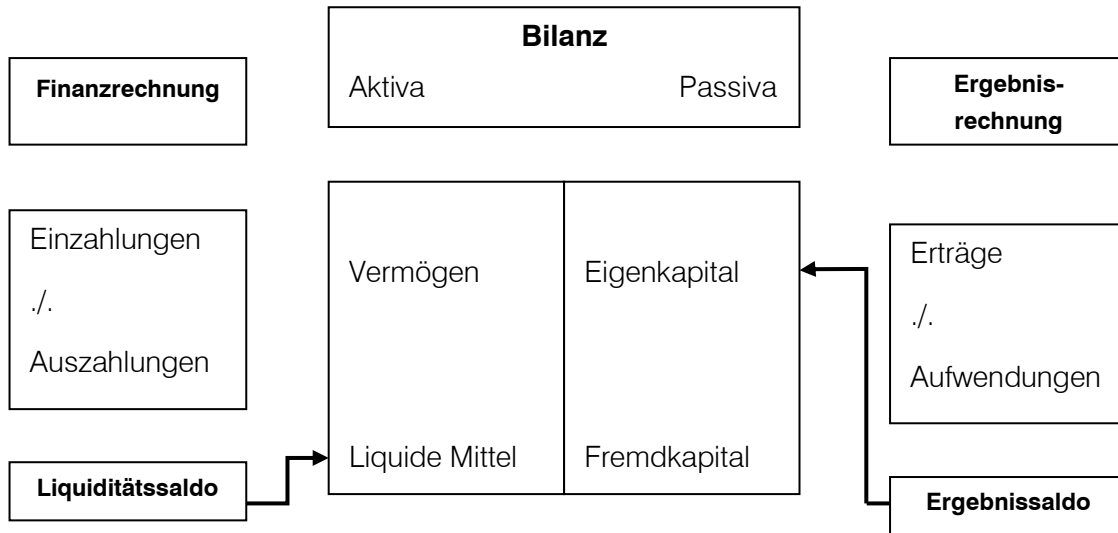 Bilanz
Finanzrechnung
Aktiva Passiva
Ergebnis-
rechnung
Einzahlungen
./.
Auszahlungen
Vermögen Eigenkapital
Erträge
./.
Aufwendungen
Liquide Mittel Fremdkapital
Liquiditätssaldo
Ergebnissaldo